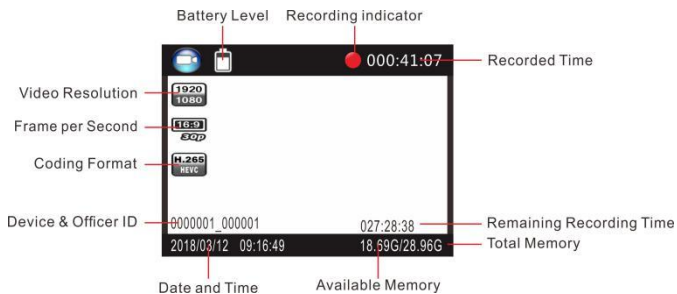 Battery Level
Recording indicator
000:41:07
Recorded Time
Video Resolution
1920
1080
Frame per Second
16:9
30p
Coding Format
H.265
HEVC
Device & Officer ID
0000001_000001
027:28:38
Remaining Recording Time
2018/03/12 09:16:49
18.69G/28.96G
Total Memory
Date and Time
Available Memory